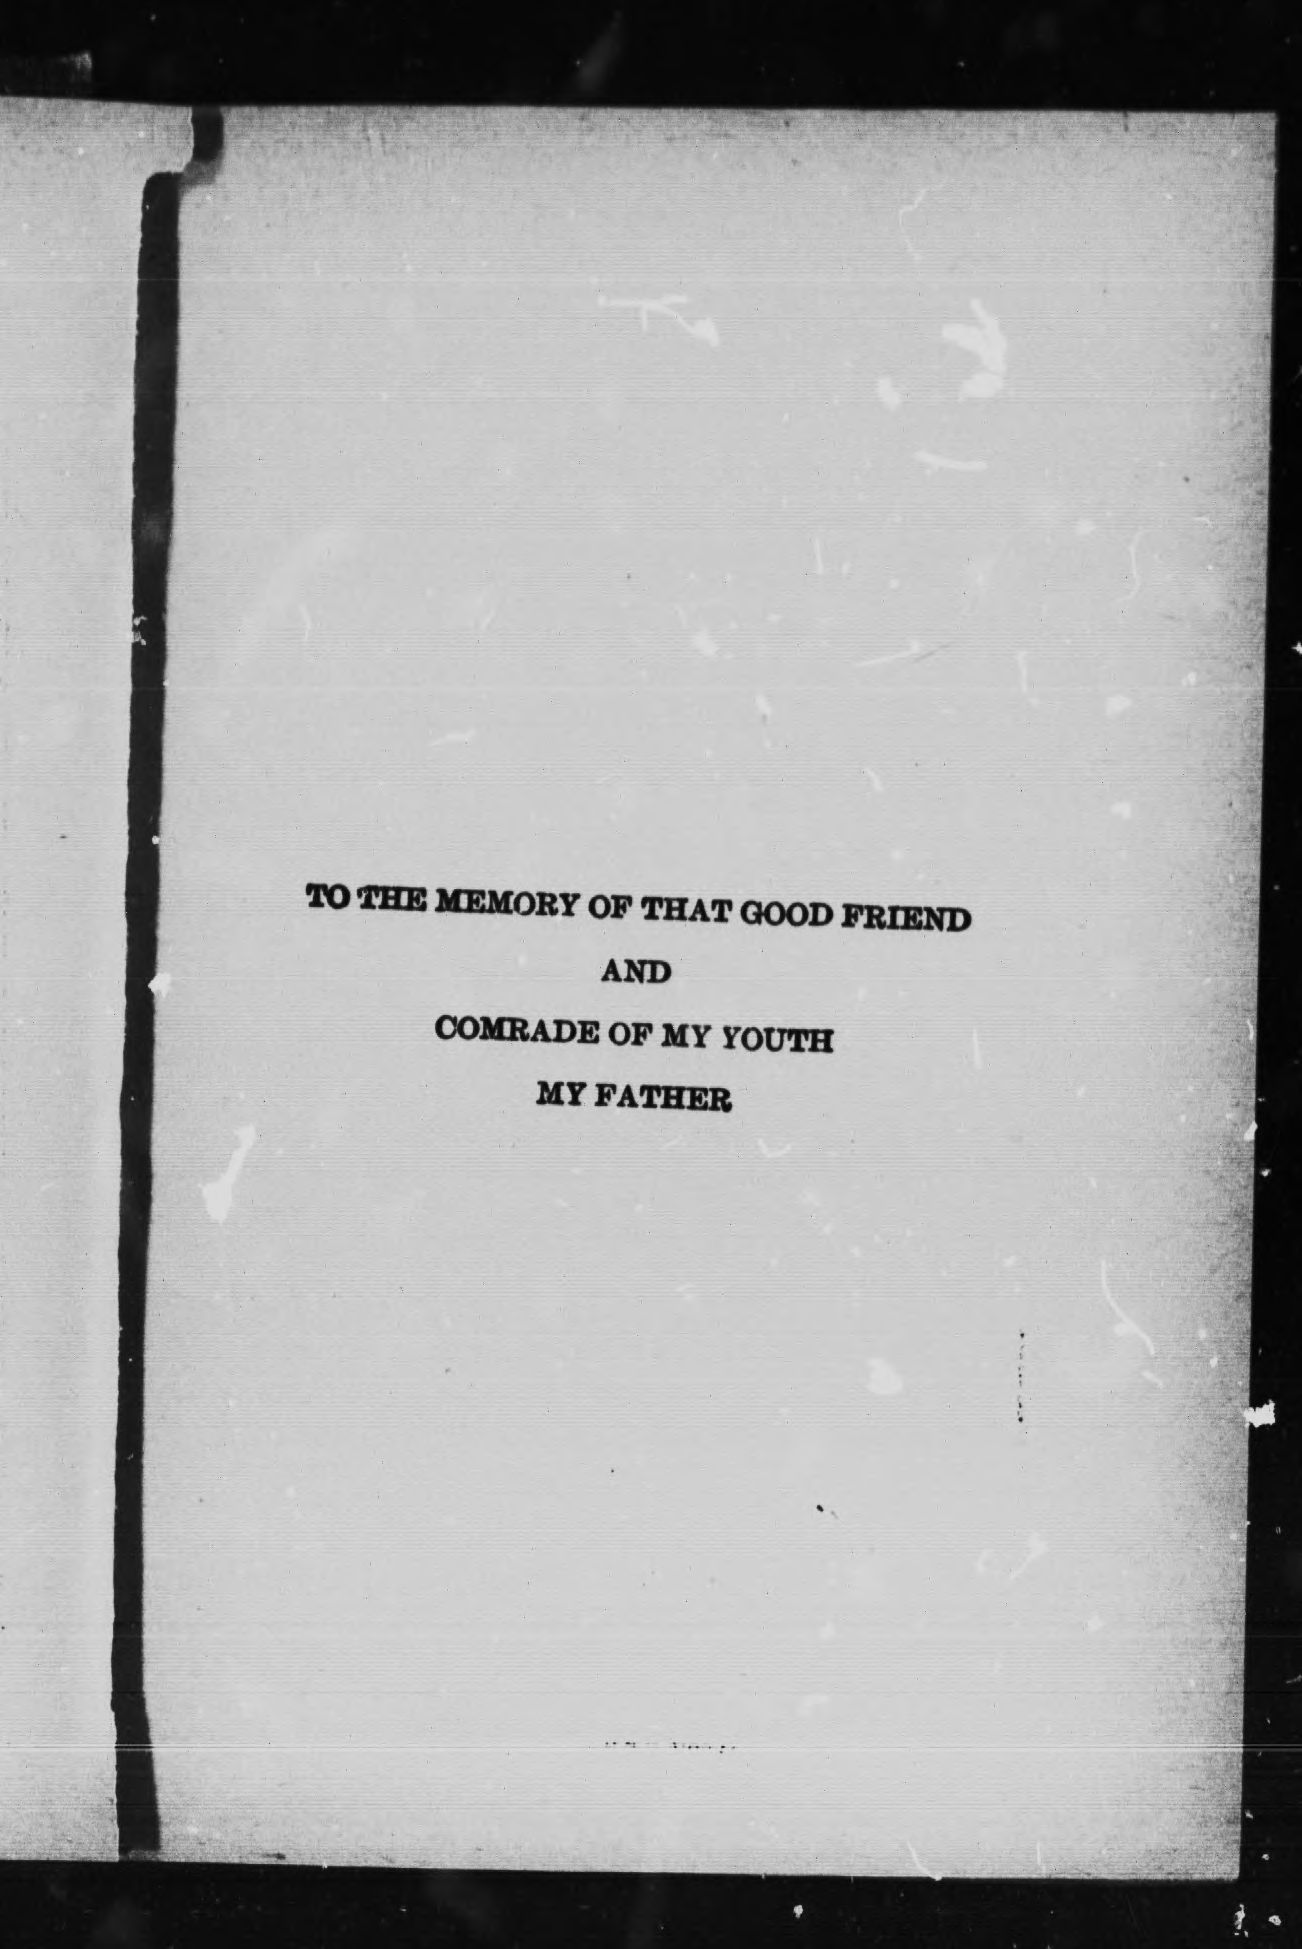 TO THE MEMORY OF THAT GOOD FRIEND
AND
COMRADE OF MY YOUTH
MY FATHER